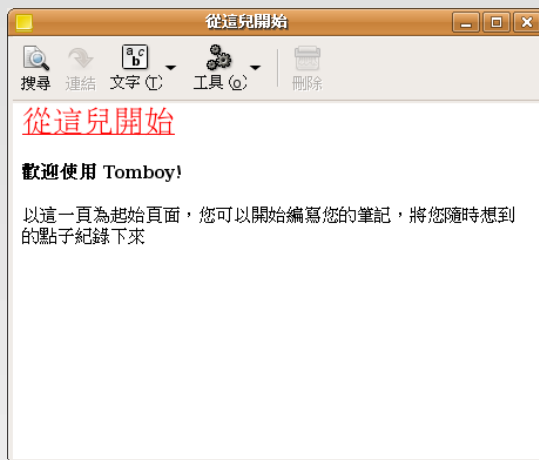 從這兒開始
搜尋 連結 文字(T) 工具(o) 刪除
從這兒開始
歡迎使用 Tomboy!
以這一頁為起始頁面，您可以開始編寫您的筆記，將您隨時想到
的點子紀錄下來